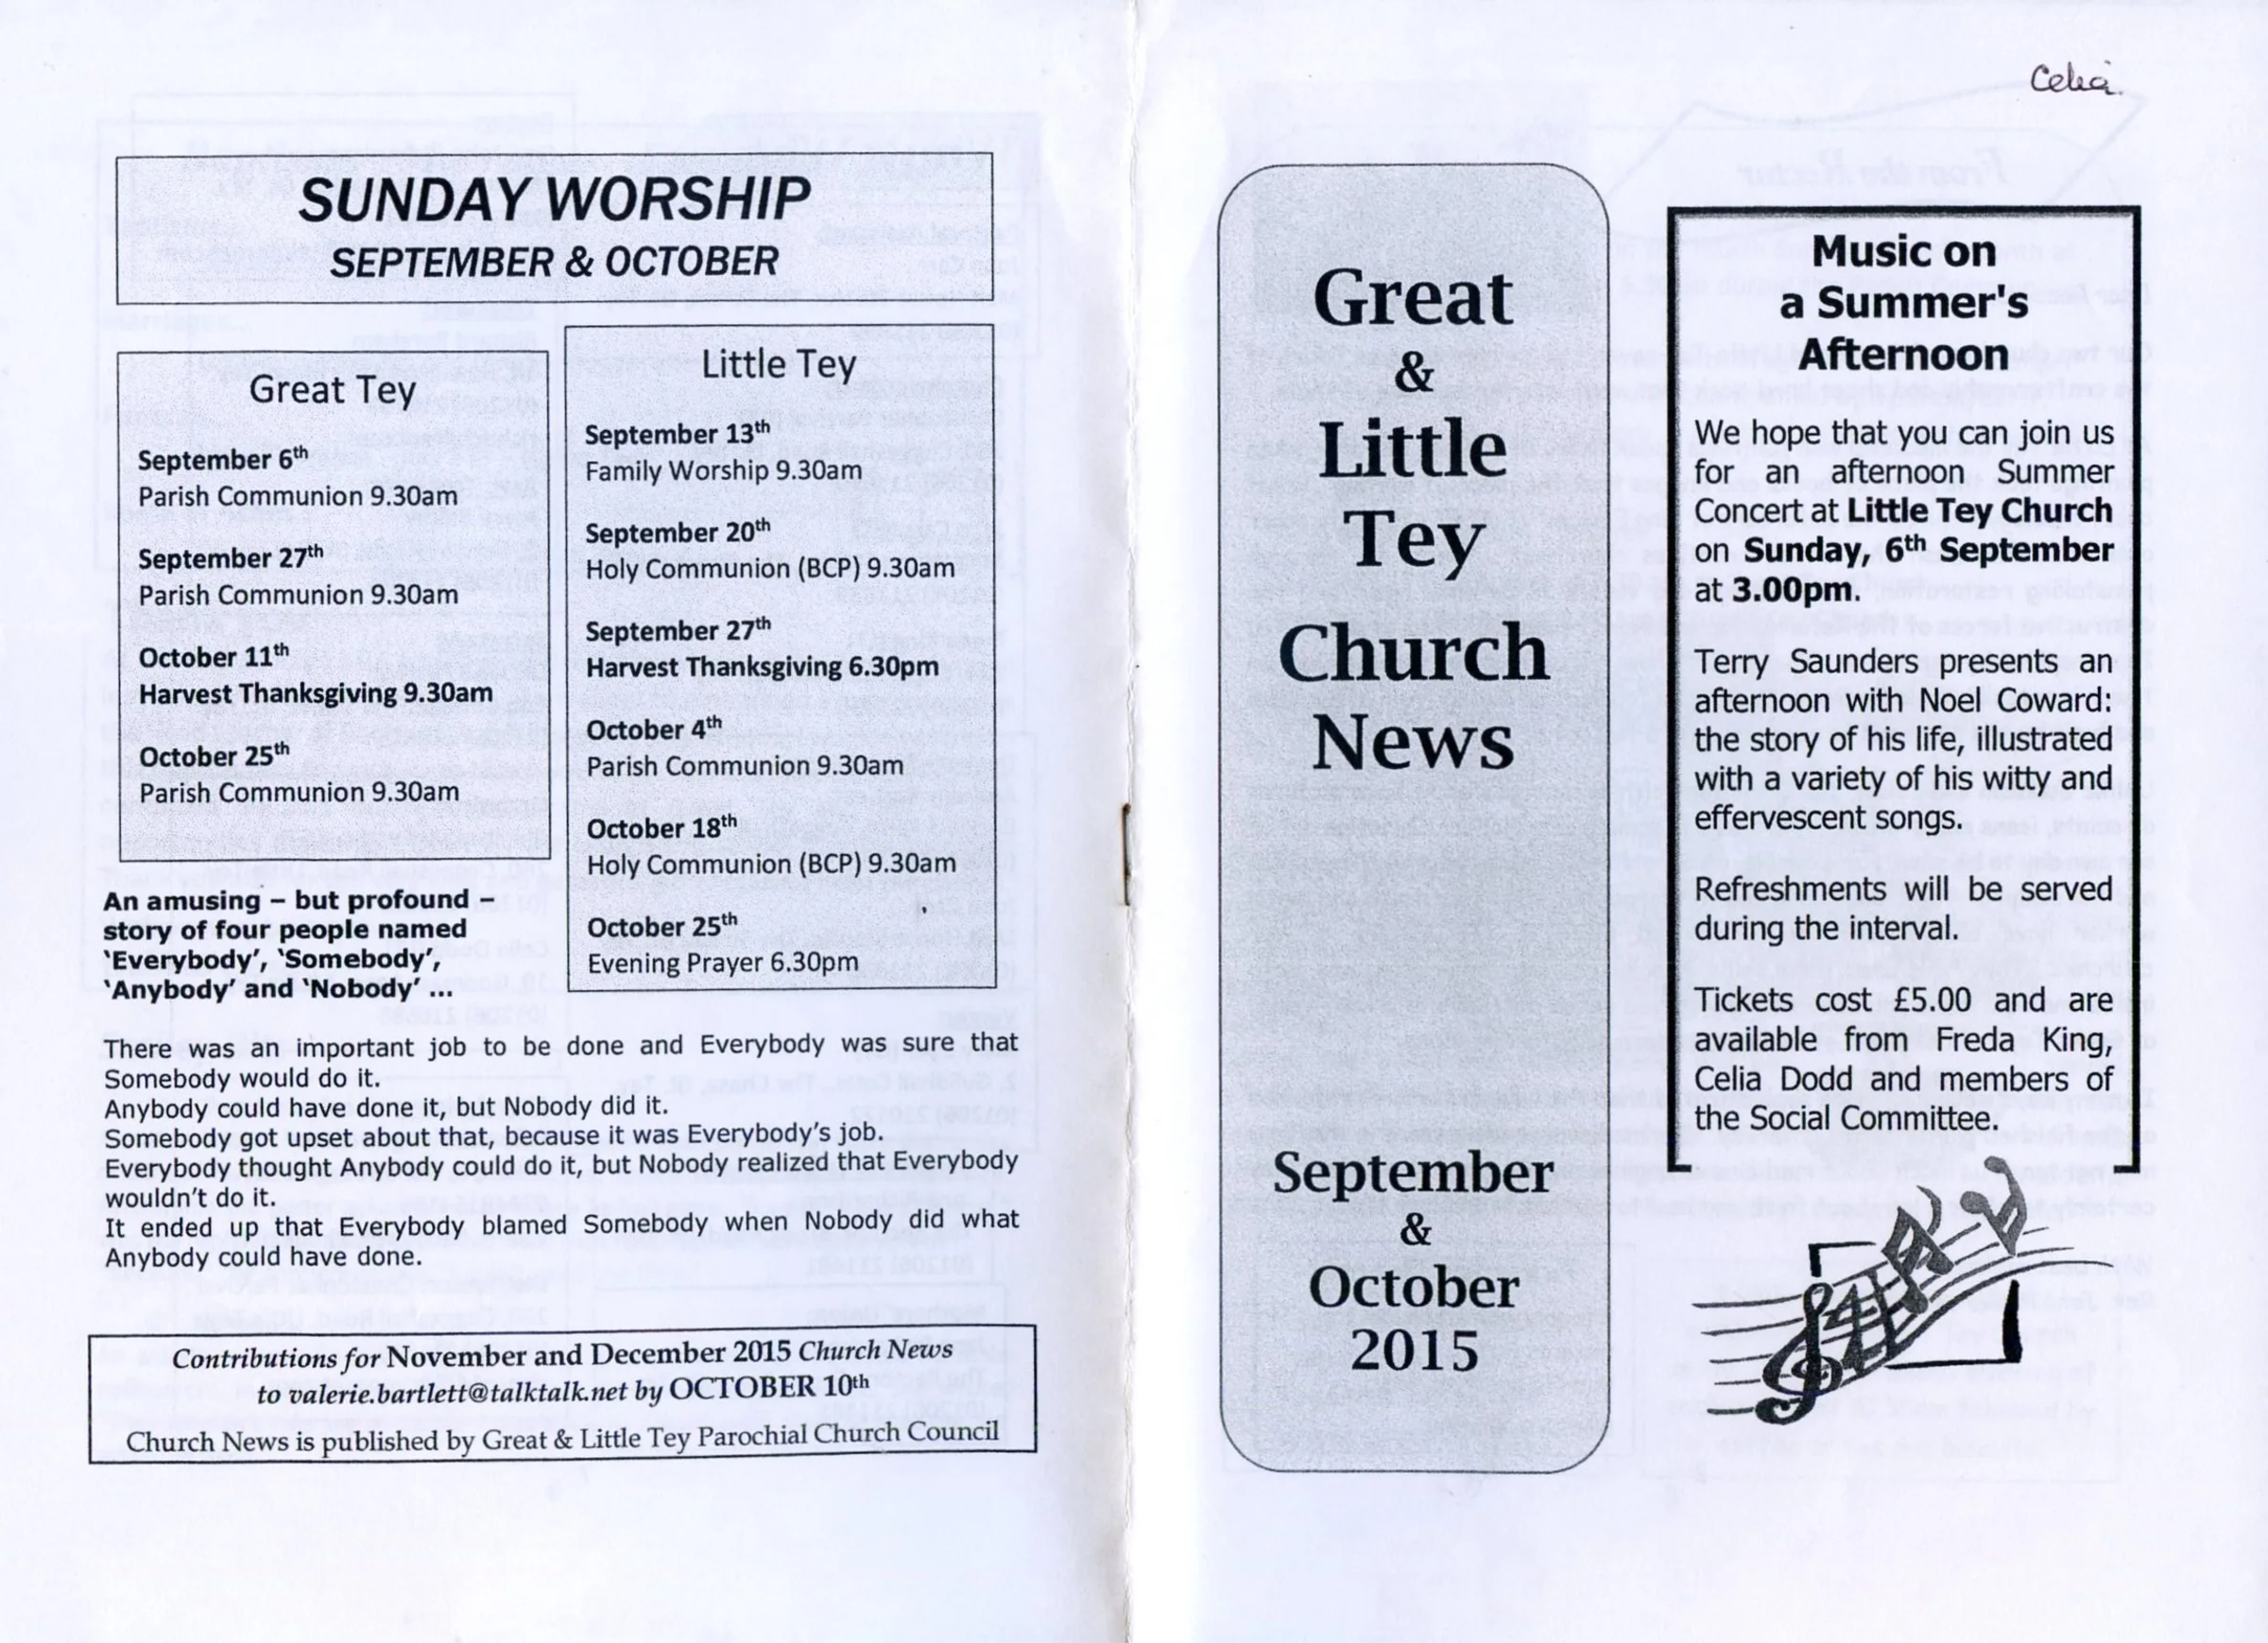 SUNDAY WORSHIP
SEPTEMBER & OCTOBER
Great Tey
September 6th
Parish Communion 9.30am
September 27th
Parish Communion 9.30am
October 11th
Harvest Thanksgiving 9.30am
October 25th
Parish Communion 9.30am
Little Tey
September 13th
Family Worship 9.30am
September 20th
Holy Communion (BCP) 9.30am
September 27th
Harvest Thanksgiving 6.30pm
October 4th
Parish Communion 9.30am
October 18th
Holy Communion (BCP) 9.30am
October 25th
Evening Prayer 6.30pm
An amusing – but profound –
story of four people named
‘Everybody’, ‘Somebody’,
‘Anybody’ and ‘Nobody’ ...
There was an important job to be done and Everybody was sure that
Somebody would do it.
Anybody could have done it, but Nobody did it.
Somebody got upset about that, because it was Everybody’s job.
Everybody thought Anybody could do it, but Nobody realized that Everybody
wouldn’t do it.
It ended up that Everybody blamed Somebody when Nobody did what
Anybody could have done.
Contributions for November and December 2015 Church News
to valerie.bartlett@talktalk.net by OCTOBER 10th
Church News is published by Great & Little Tey Parochial Church Council
Celia
Great
&
Little
Tey
Church
News
September
&
October
2015
Music on
a Summer's
Afternoon
We hope that you can join us
for an afternoon Summer
Concert at Little Tey Church
on Sunday, 6th September
at 3.00pm.
Terry Saunders presents an
afternoon with Noel Coward:
the story of his life, illustrated
with a variety of his witty and
effervescent songs.
Refreshments will be served
during the interval.
Tickets cost £5.00 and are
available from Freda King,
Celia Dodd and members of
the Social Committee.